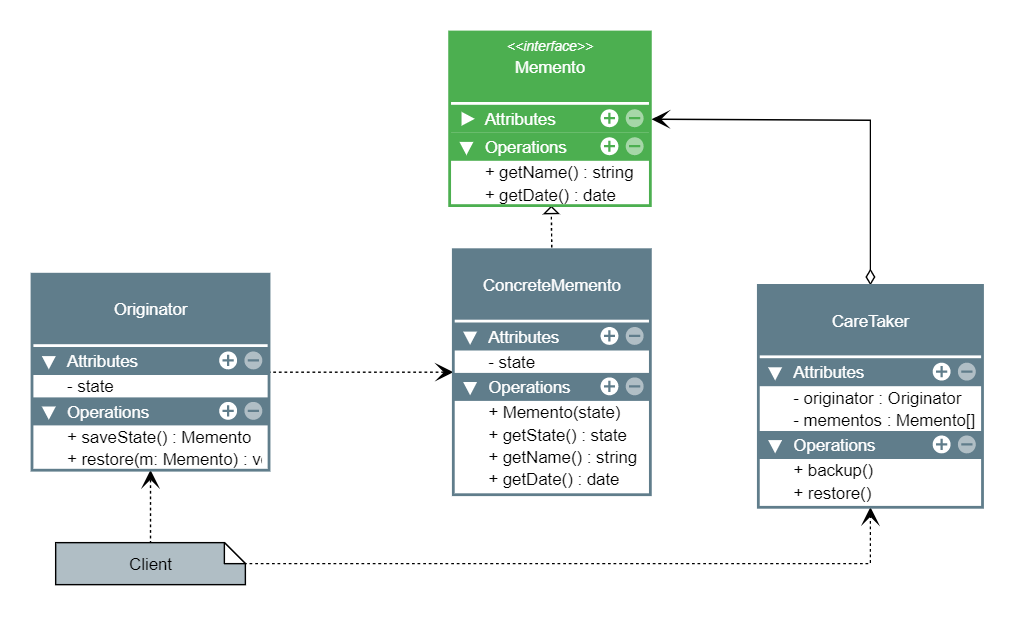 <<interface>>
Memento
Attributes
Operations
+ getName() : string
+ getDate() : date
ConcreteMemento
Attributes
- state
Operations
+ Memento(state)
+ getState() : state
+ getName() : string
+ getDate() : date
Originator
Attributes
- state
Operations
+ saveState() : Memento
+ restore(m: Memento) :
CareTaker
Attributes
- originator : Originator
- mementos : Memento[]
Operations
+ backup()
+ restore()
Client